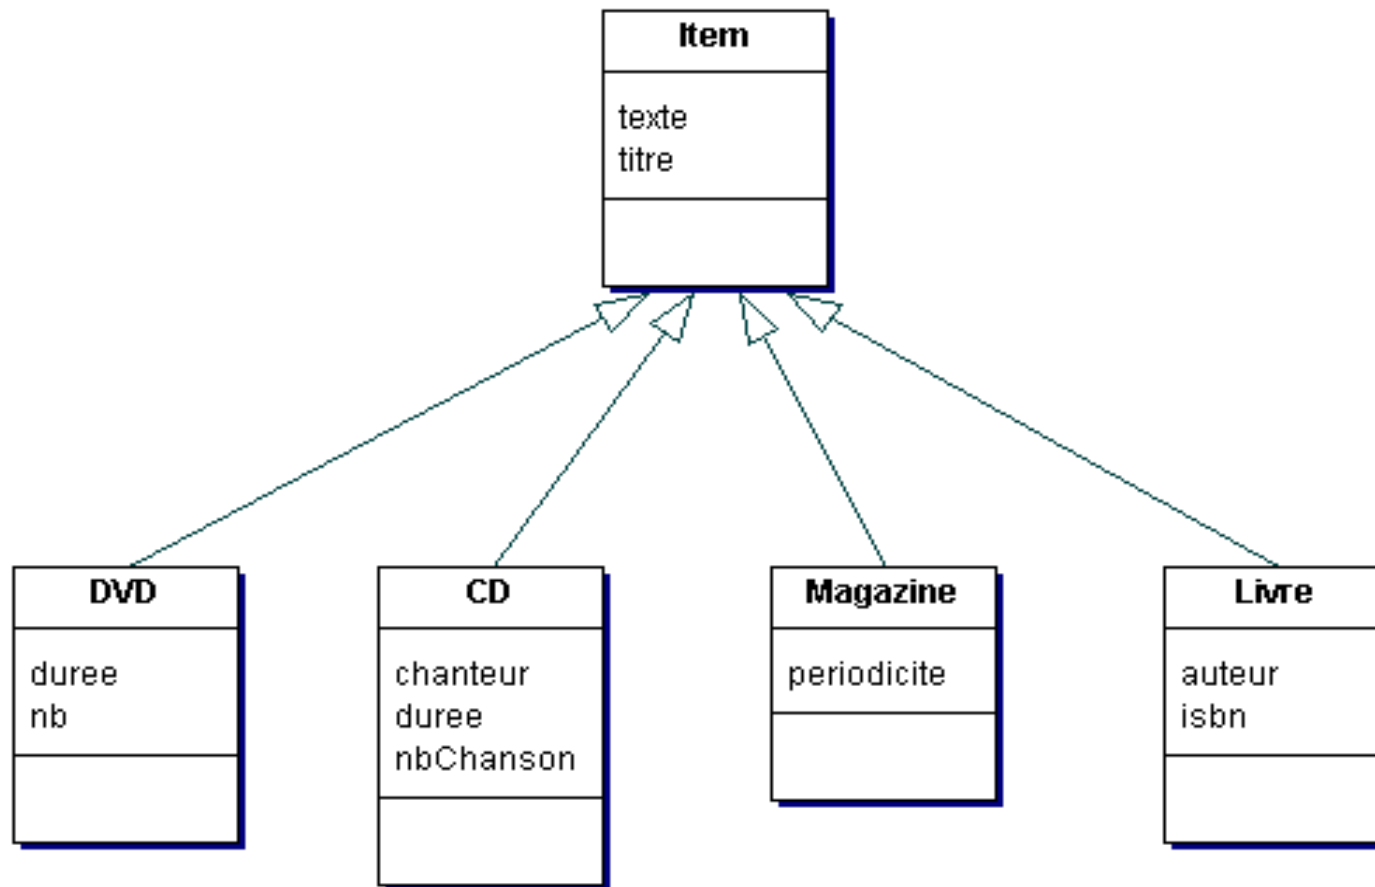 Item
texte
titre
DVD
duree
nb
CD
chanteur
duree
nbChanson
Magazine
periodicite
Livre
auteur
isbn